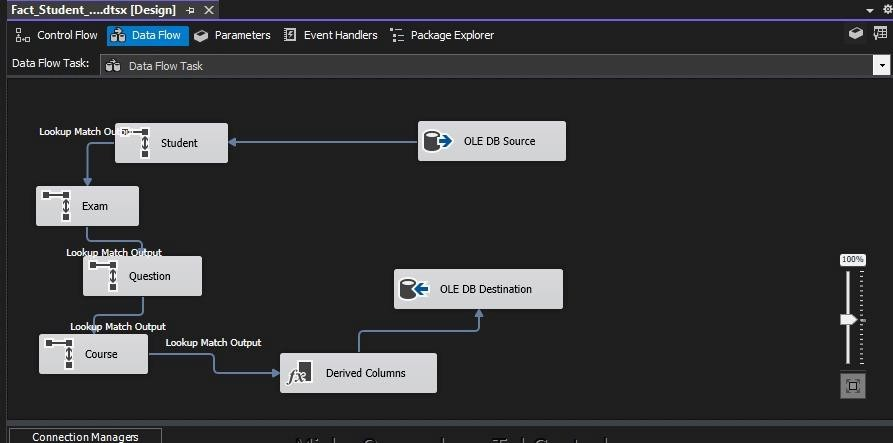 Fact_Student_....dtsx [Design]
Control Flow Data Flow Parameters Event Handlers Package Explorer
Data Flow Task: Data Flow Task
Lookup Match Ou
Student
OLE DB Source
Exam
Lookup Match Output
Question
100%
OLE DB Destination
Lookup Match Output
Lookup Match Output
Course
fx Derived Columns
Connection Managers